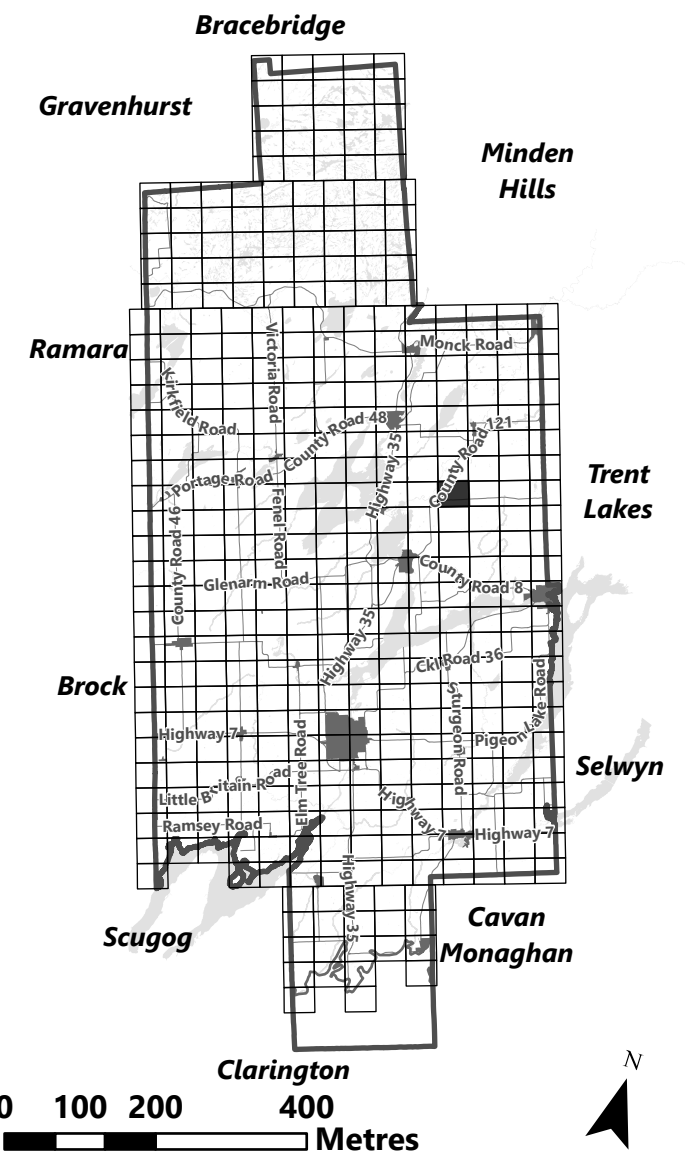 Bracebridge
Gravenhurst
Minden
Hills
Ramara
Monck Road
Victoria Road
Kirkfield Road
County Road 48
County Road 121
Highway 35
Portage Road
Trent
Lakes
Fenel Road
County Road 46
County Road 8
Glenarm Road
Highway 35
Ckl Road 36
Brock
Sturgeon Road
Pigeon Lake Road
Highway 7
Elm Tree Road
Selwyn
Little Britain Road
Highway 7
Ramsey Road
Highway 7
Highway 35
Cavan
Monaghan
Scugog
Clarington
N
0 100 200 400
Metres